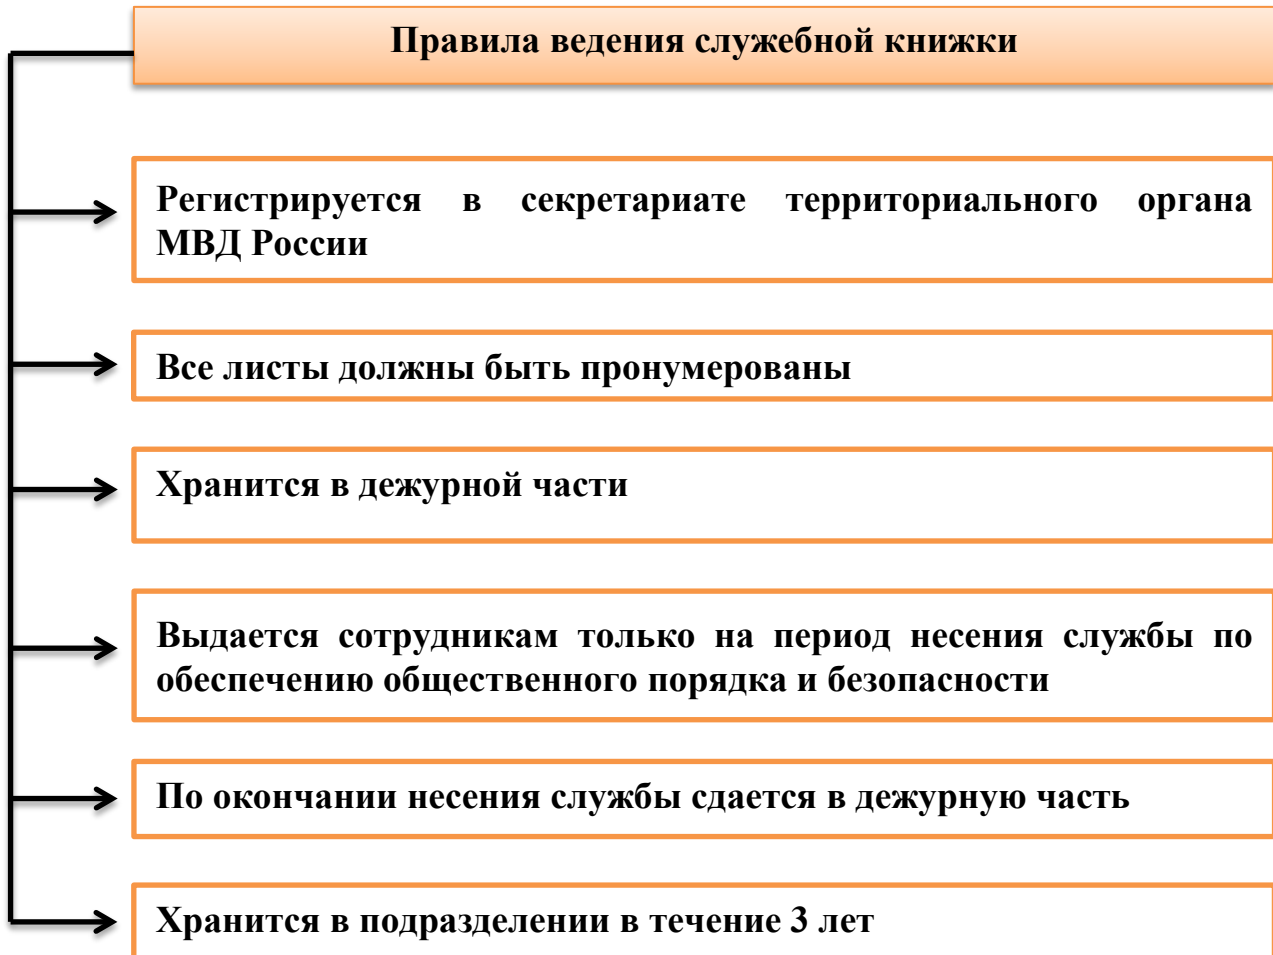 Правила ведения служебной книжки
Регистрируется в секретариате территориального органа
МВД России
Все листы должны быть пронумерованы
Хранится в дежурной части
Выдается сотрудникам только на период несения службы по
обеспечению общественного порядка и безопасности
По окончании несения службы сдается в дежурную часть
Хранится в подразделении в течение 3 лет